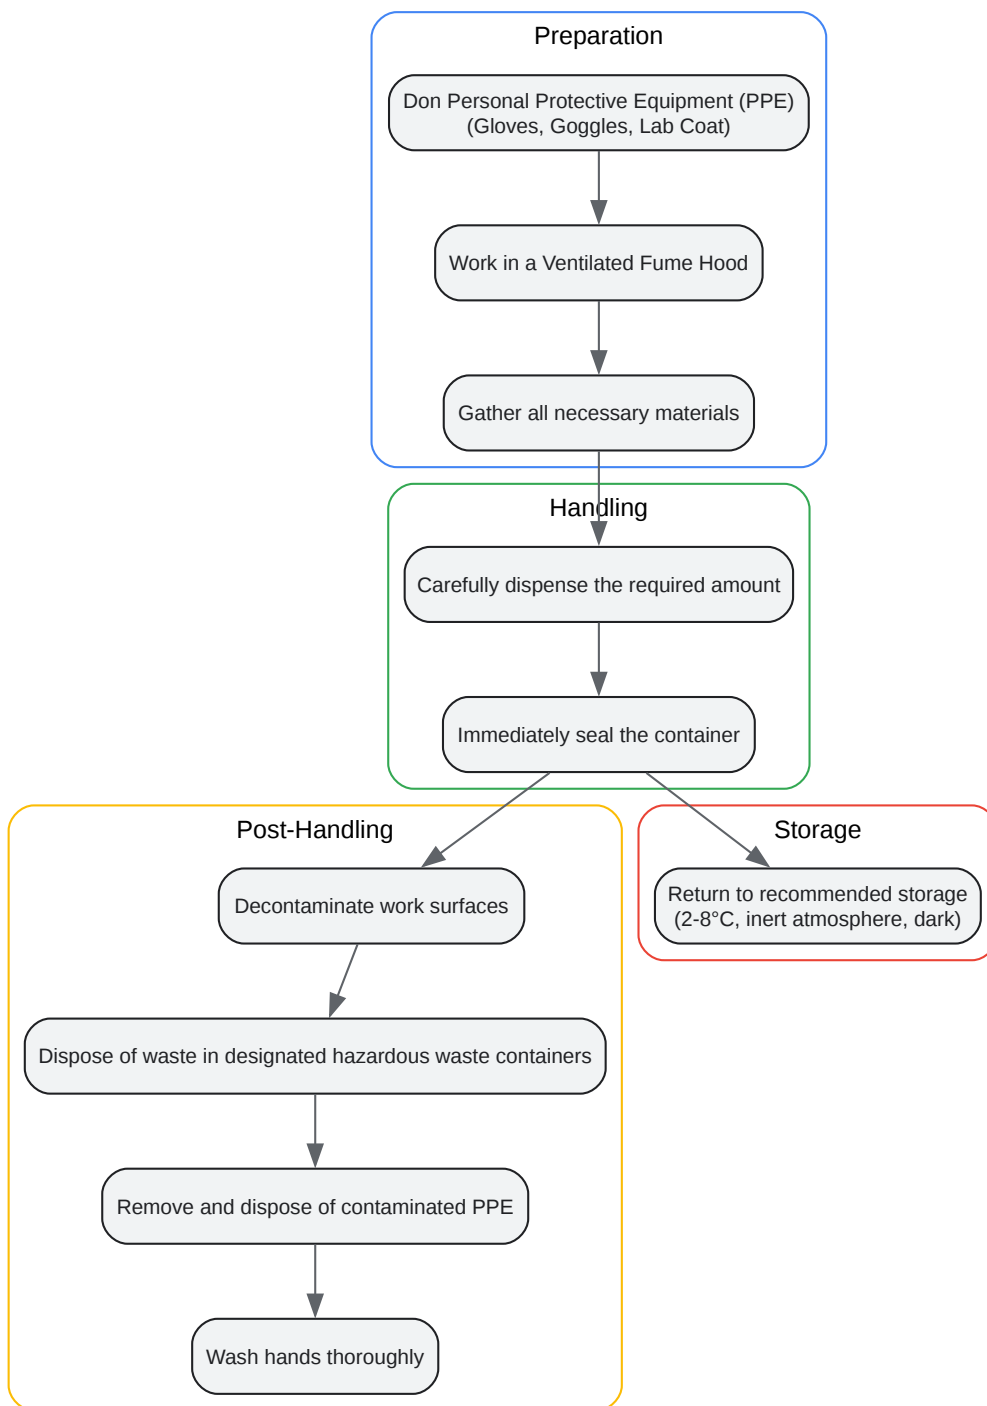 Preparation
Don Personal Protective Equipment (PPE)
(Gloves, Goggles, Lab Coat)
Work in a Ventilated Fume Hood
Gather all necessary materials
Handling
Carefully dispense the required amount
Immediately seal the container
Post-Handling
Decontaminate work surfaces
Dispose of waste in designated hazardous waste containers
Remove and dispose of contaminated PPE
Wash hands thoroughly
Storage
Return to recommended storage
(2-8°C, inert atmosphere, dark)